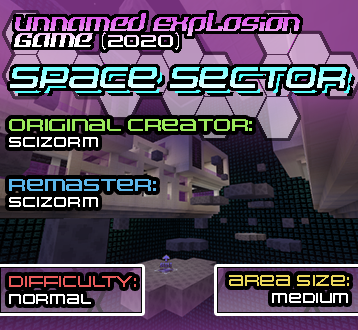 UNNAMED EXPLOSION
GAME (2020)
SPACE SECTOR
ORIGINAL CREATOR:
SCIZORM
REMASTER:
SCIZORM
DIFFICULTY:
NORMAL
AREA SIZE:
MEDIUM